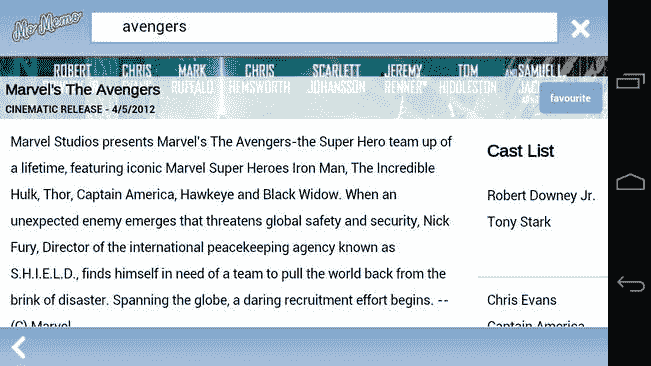 Mo Memo
avengers
ROBERT CHRIS MARK CHRIS SCARLETT JEREMY TOM AND SAMUEL L
RUFFALO HEMSWORTH JOHANSSON RENNER HIDDLESTON
Marvel's The Avengers
CINEMATIC RELEASE - 4/5/2012
favourite
Marvel Studios presents Marvel's The Avengers-the Super Hero team up of
a lifetime, featuring iconic Marvel Super Heroes Iron Man, The Incredible
Hulk, Thor, Captain America, Hawkeye and Black Widow. When an
unexpected enemy emerges that threatens global safety and security, Nick
Fury, Director of the international peacekeeping agency known as
S.H.I.E.L.D., finds himself in need of a team to pull the world back from the
brink of disaster. Spanning the globe, a daring recruitment effort begins. --
(C) Marvel
Cast List
Robert Downey Jr.
Tony Stark
Chris Evans
Captain America